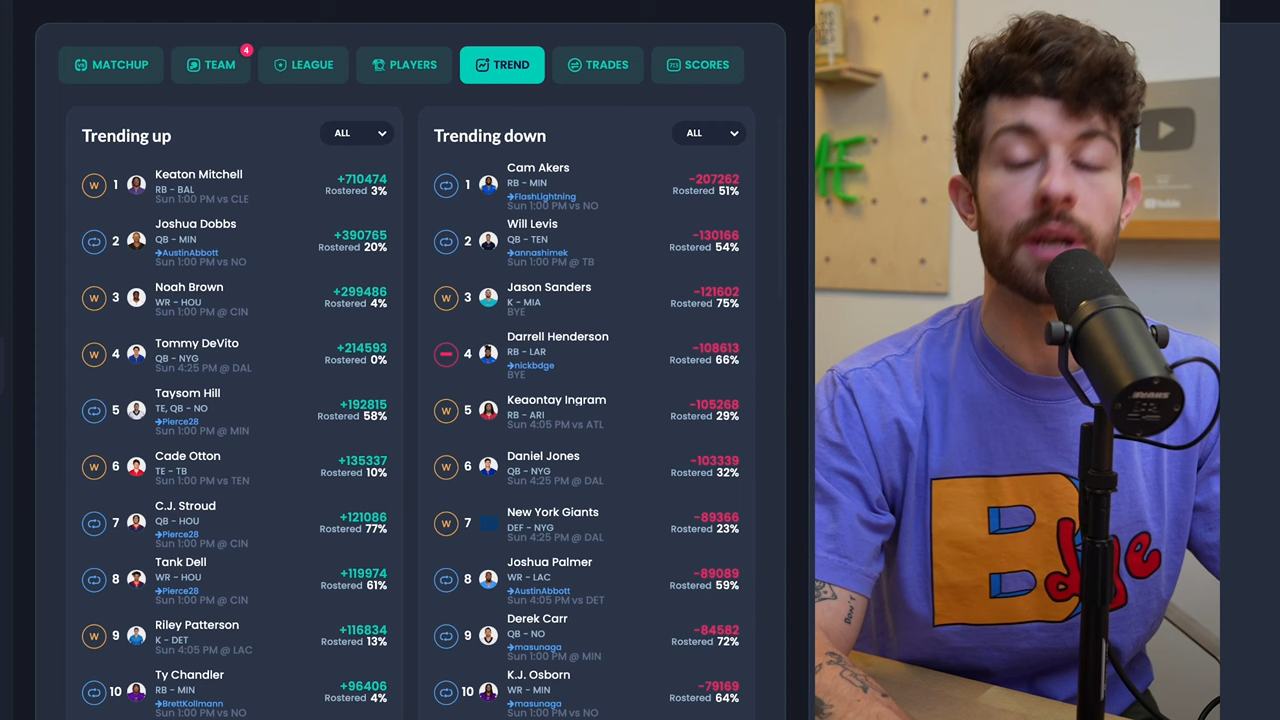 MATCHUP
TEAM
4
LEAGUE
PLAYERS
TREND
TRADES
SCORES
Trending up
ALL
W
1
Keaton Mitchell
RB - BAL
Sun 1:00 PM vs CLE
+710474
Rostered 3%
2
Joshua Dobbs
QB - MIN
AustinAbbott
Sun 1:00 PM vs NO
+390765
Rostered 20%
W
3
Noah Brown
WR - HOU
Sun 1:00 PM @ CIN
+299486
Rostered 4%
W
4
Tommy DeVito
QB - NYG
Sun 4:25 PM @ DAL
+214593
Rostered 0%
5
Taysom Hill
TE, QB - NO
Pierce28
Sun 1:00 PM @ MIN
+192815
Rostered 58%
W
6
Cade Otton
TE - TB
Sun 1:00 PM vs TEN
+135337
Rostered 10%
7
C.J. Stroud
QB - HOU
Pierce28
Sun 1:00 PM @ CIN
+121086
Rostered 77%
8
Tank Dell
WR - HOU
Pierce28
Sun 1:00 PM @ CIN
+119974
Rostered 61%
W
9
Riley Patterson
K - DET
Sun 4:05 PM @ LAC
+116834
Rostered 13%
10
Ty Chandler
RB - MIN
BrettKollmann
Sun 1:00 PM vs NO
+96406
Rostered 4%
Trending down
ALL
1
Cam Akers
RB - MIN
FlashLightning
Sun 1:00 PM vs NO
-207262
Rostered 51%
2
Will Levis
QB - TEN
annashimek
Sun 1:00 PM @ TB
-130166
Rostered 54%
W
3
Jason Sanders
K - MIA
BYE
-121602
Rostered 75%
4
Darrell Henderson
RB - LAR
nickbdge
BYE
-108613
Rostered 66%
W
5
Keaontay Ingram
RB - ARI
Sun 4:05 PM vs ATL
-105268
Rostered 29%
W
6
Daniel Jones
QB - NYG
Sun 4:25 PM @ DAL
-103339
Rostered 32%
W
7
New York Giants
DEF - NYG
Sun 4:25 PM @ DAL
-89366
Rostered 23%
8
Joshua Palmer
WR - LAC
AustinAbbott
Sun 4:05 PM vs DET
-89089
Rostered 59%
9
Derek Carr
QB - NO
masunaga
Sun 1:00 PM @ MIN
-84582
Rostered 72%
10
K.J. Osborn
WR - MIN
masunaga
Sun 1:00 PM vs NO
-79169
Rostered 64%
ME
YouTube
SHURE
B
dge
DON'T